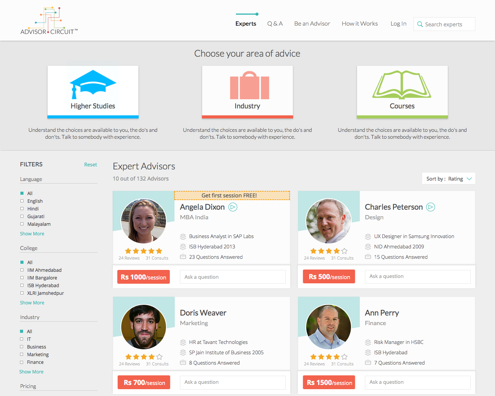 ADVISOR CIRCUIT™
Experts
Q & A
Be an Advisor
How it Works
Log In
Search experts
Choose your area of advice
Higher Studies
Industry
Courses
Understand the choices are available to you, the do's and
don'ts. Talk to somebody with experience.
Understand the choices are available to you, the do's and
don'ts. Talk to somebody with experience.
Understand the choices are available to you, the do's and
don'ts. Talk to somebody with experience.
FILTERS
Reset
Language
All
English
Hindi
Gujarati
Malayalam
Show More
College
All
IIM Ahmedabad
IIM Bangalore
ISB Hyderabad
XLRI Jamshedpur
Show More
Industry
All
IT
Business
Marketing
Finance
Show More
Pricing
Expert Advisors
10 out of 132 Advisors
Sort by : Rating
Get first session FREE!
Angela Dixon
MBA India
Business Analyst in SAP Labs
ISB Hyderabad 2013
23 Questions Answered
24 Reviews
31 Consults
Rs 1000/session
Ask a question
Charles Peterson
Design
UX Designer in Samsung Innovation
NID Ahmedabad 2009
15 Questions Answered
24 Reviews
31 Consults
Rs 500/session
Ask a question
Doris Weaver
Marketing
HR at Tavant Technologies
SP Jain Institute of Business 2005
8 Questions Answered
24 Reviews
31 Consults
Rs 700/session
Ask a question
Ann Perry
Finance
Risk Manager in HSBC
ISB Hyderabad
7 Questions Answered
24 Reviews
31 Consults
Rs 1500/session
Ask a question